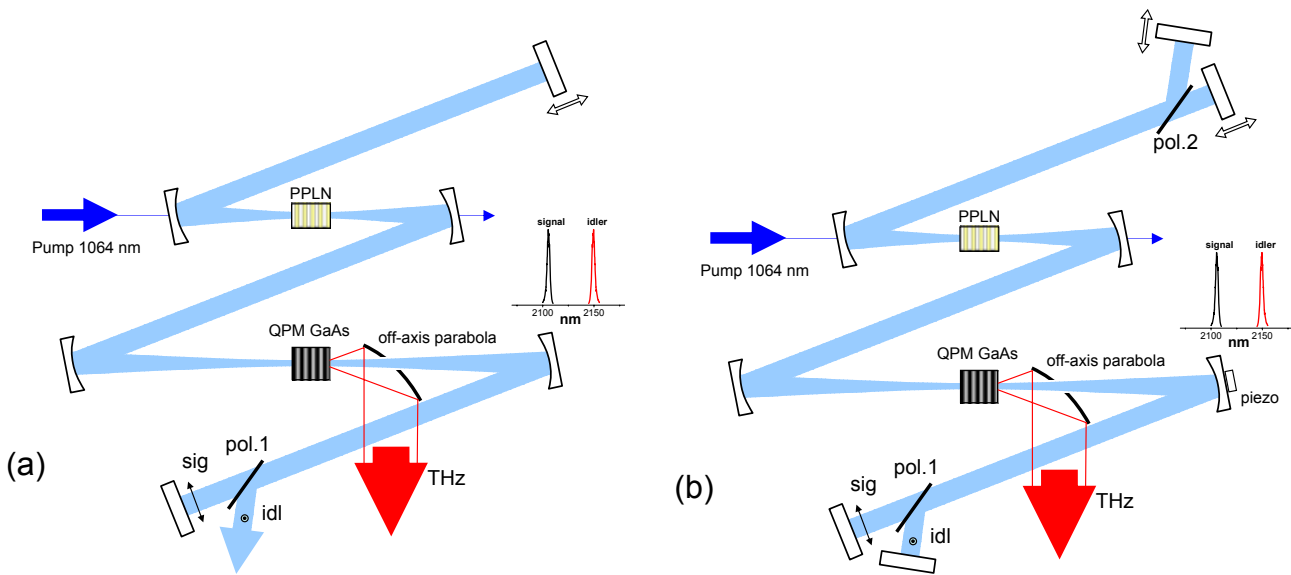 PPLN
Pump 1064 nm
signal idler
2100 2150
nm
QPM GaAs
off-axis parabola
pol.1
sig
idl
THz
(a)
pol.2
PPLN
Pump 1064 nm
signal idler
2100 2150
nm
QPM GaAs
off-axis parabola
piezo
pol.1
sig
idl
THz
(b)